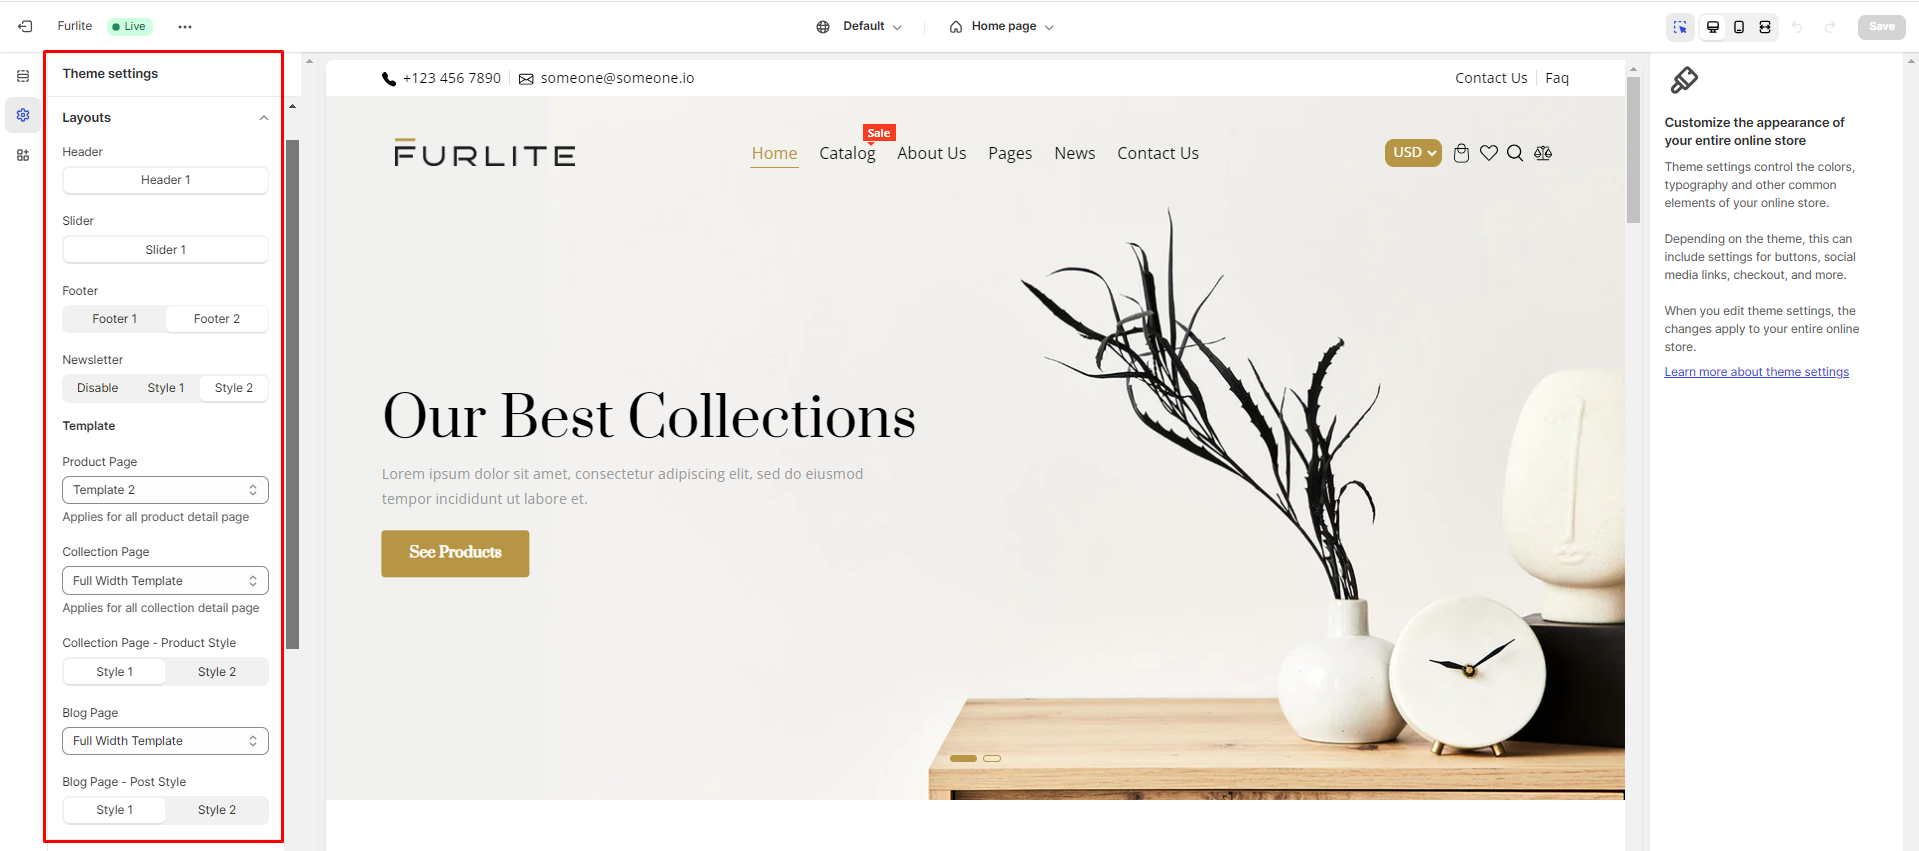 Furlite
Live
Default
Home page
Save
Theme settings
Layouts
Header
Header 1
Slider
Slider 1
Footer
Footer 1 Footer 2
Newsletter
Disable Style 1 Style 2
Template
Product Page
Template 2
Applies for all product detail page
Collection Page
Full Width Template
Applies for all collection detail page
Collection Page - Product Style
Style 1 Style 2
Blog Page
Full Width Template
Blog Page - Post Style
Style 1 Style 2
+123 456 7890 someone@someone.io
Contact Us Faq
FURLITE
Sale
Home Catalog About Us Pages News Contact Us
USD
Our Best Collections
Lorem ipsum dolor sit amet, consectetur adipiscing elit, sed do eiusmod
tempor incididunt ut labore et.
See Products
Customize the appearance of
your entire online store
Theme settings control the colors,
typography and other common
elements of your online store.
Depending on the theme, this can
include settings for buttons, social
media links, checkout, and more.
When you edit theme settings, the
changes apply to your entire online
store.
Learn more about theme settings